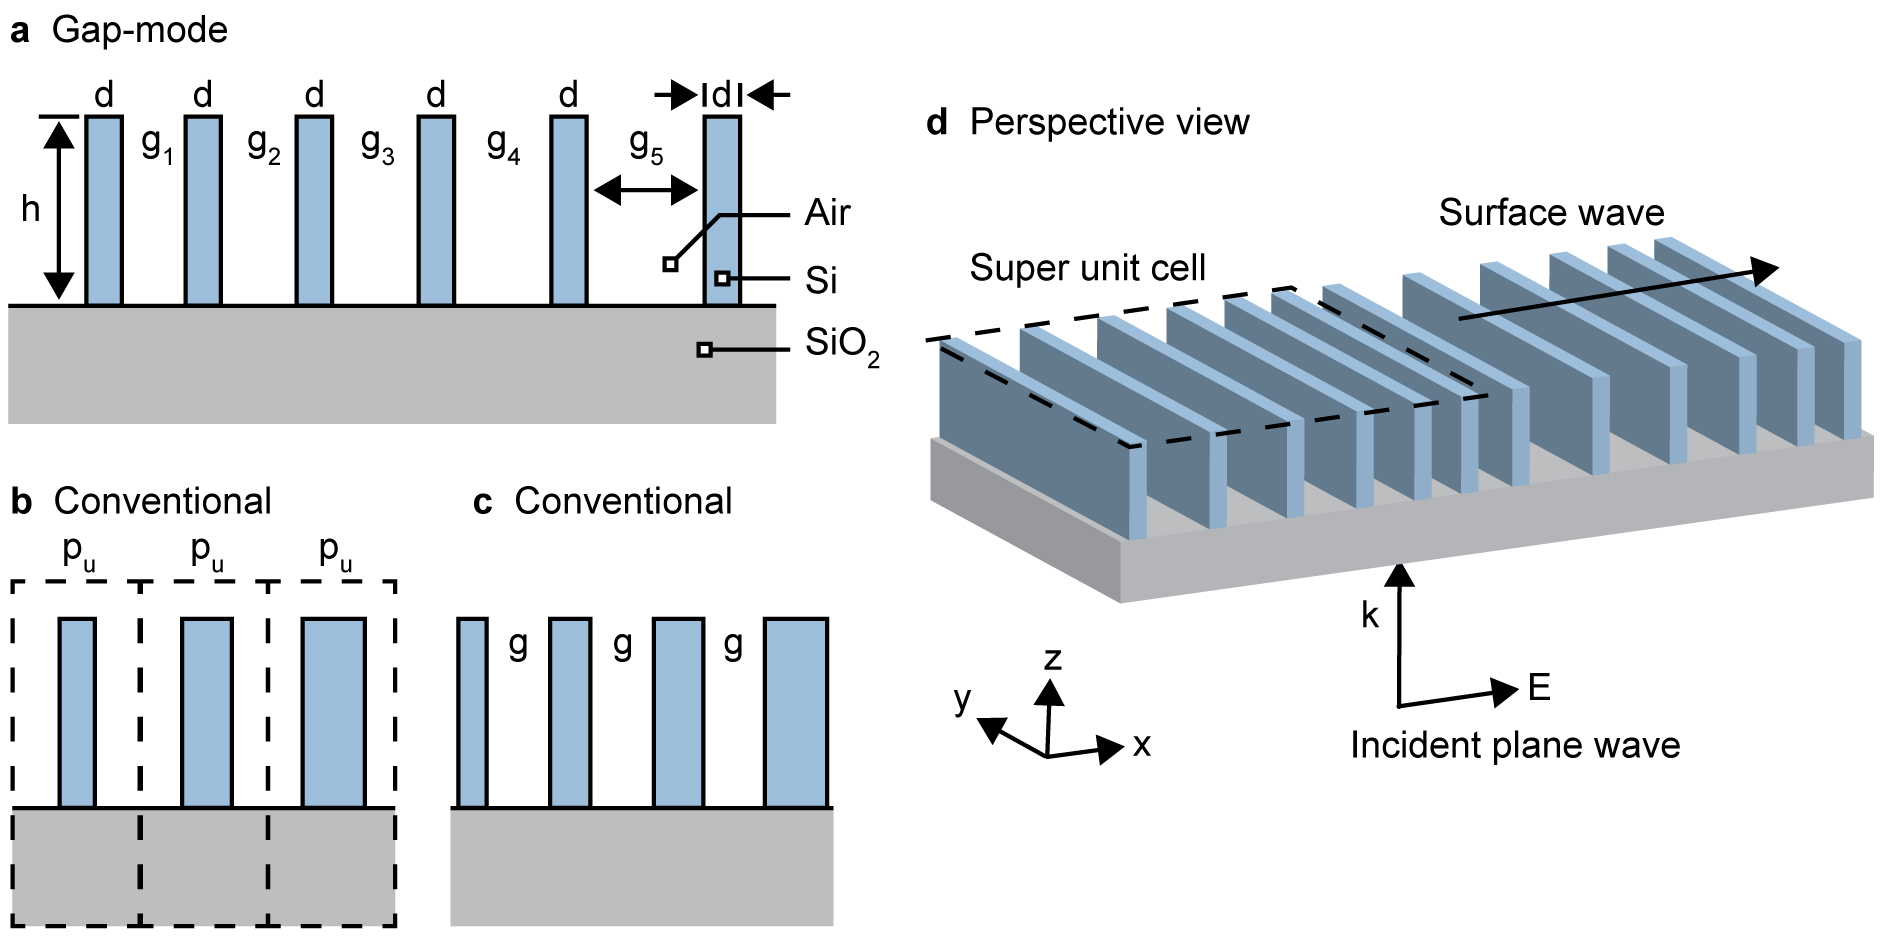 a Gap-mode
d d d d d d
g1 g2 g3 g4 g5
h
Air
Si
SiO2
b Conventional
pu pu pu
c Conventional
g g g
d Perspective view
Surface wave
Super unit cell
k
E
z
y
x
Incident plane wave